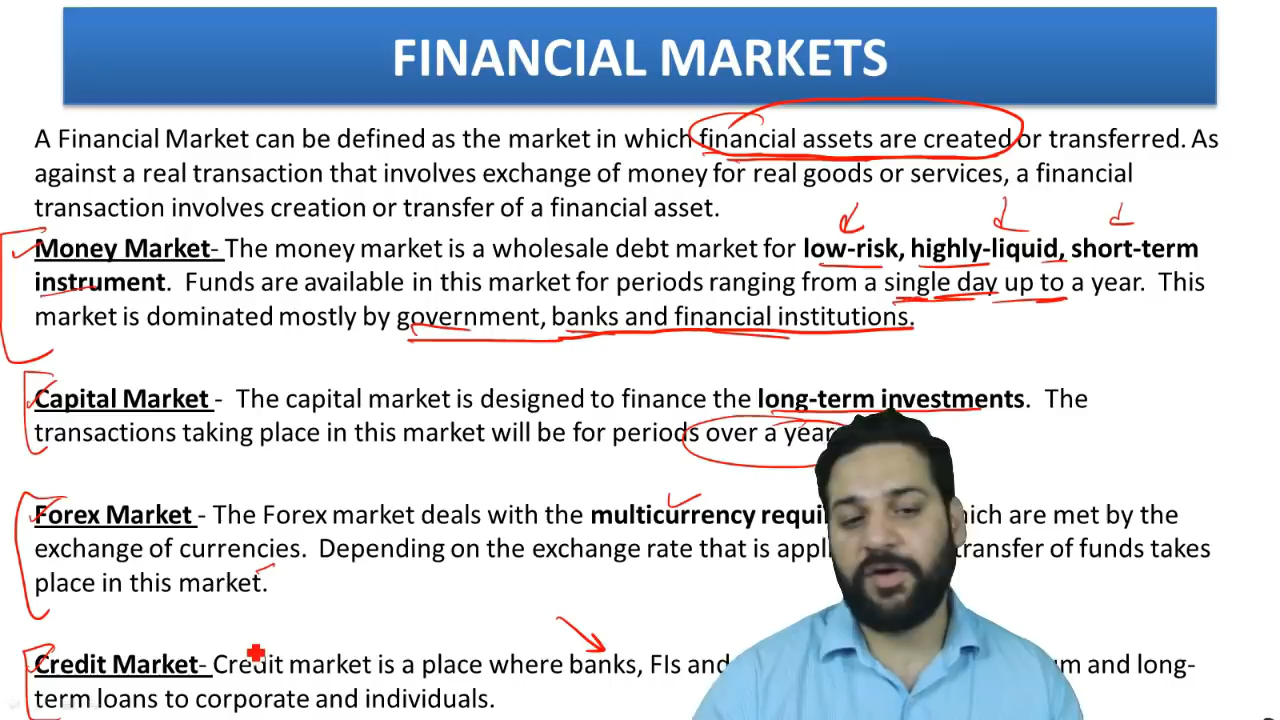 FINANCIAL MARKETS
A Financial Market can be defined as the market in which financial assets are created or transferred. As
against a real transaction that involves exchange of money for real goods or services, a financial
transaction involves creation or transfer of a financial asset.
Money Market- The money market is a wholesale debt market for low-risk, highly-liquid, short-term
instrument. Funds are available in this market for periods ranging from a single day up to a year. This
market is dominated mostly by government, banks and financial institutions.
Capital Market - The capital market is designed to finance the long-term investments. The
transactions taking place in this market will be for periods over a year
Forex Market - The Forex market deals with the multicurrency are met by the
exchange of currencies. Depending on the exchange rate that is transfer of funds takes
place in this market.
Credit Market- Credit market is a place where banks, FIs and and long-
term loans to corporate and individuals.